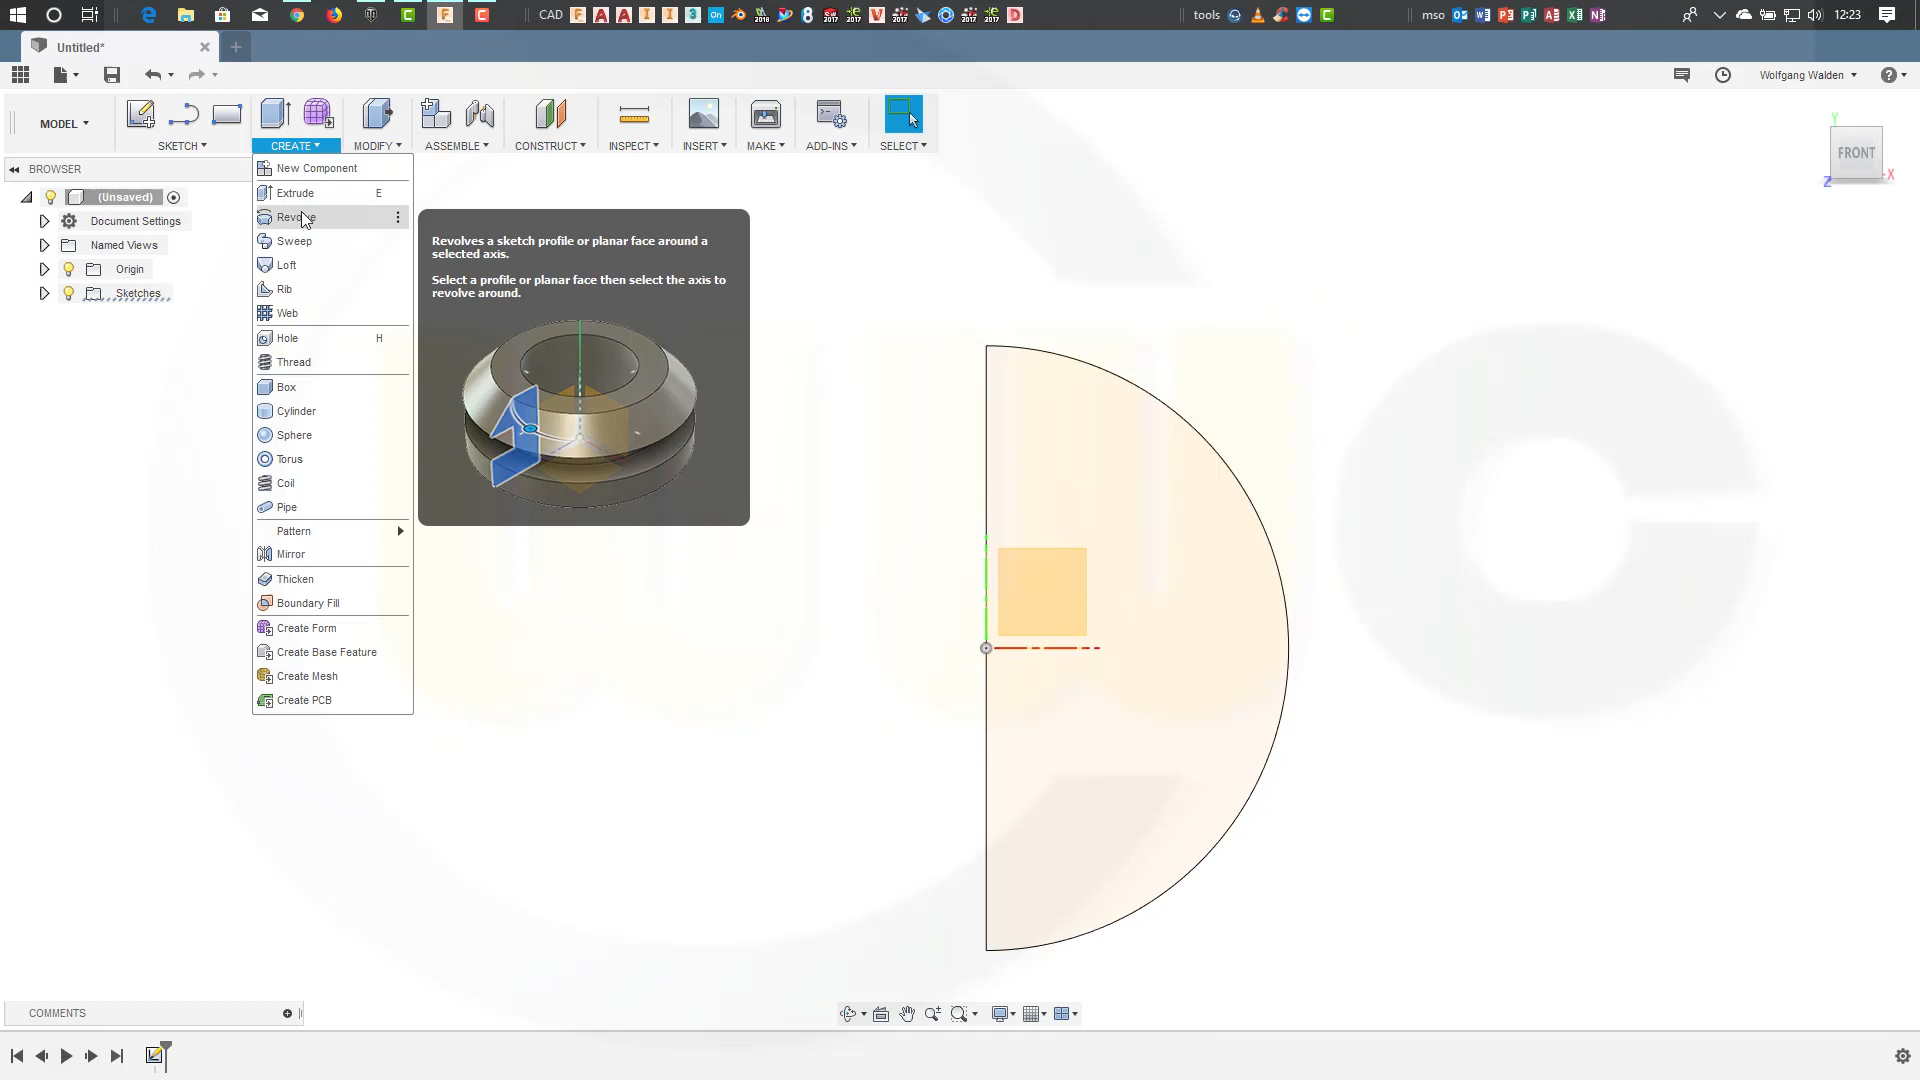 CAD
2018
2017
2017
tools
mso
12:23
Untitled*
Wolfgang Walden
MODEL
SKETCH
CREATE
MODIFY
ASSEMBLE
CONSTRUCT
INSPECT
INSERT
MAKE
ADD-INS
SELECT
BROWSER
(Unsaved)
Document Settings
Named Views
Origin
Sketches
New Component
Extrude E
Revolve
Sweep
Loft
Rib
Web
Hole H
Thread
Box
Cylinder
Sphere
Torus
Coil
Pipe
Pattern
Mirror
Thicken
Boundary Fill
Create Form
Create Base Feature
Create Mesh
Create PCB
Revolves a sketch profile or planar face around a
selected axis.
Select a profile or planar face then select the axis to
revolve around.
Y
FRONT
Z
X
COMMENTS